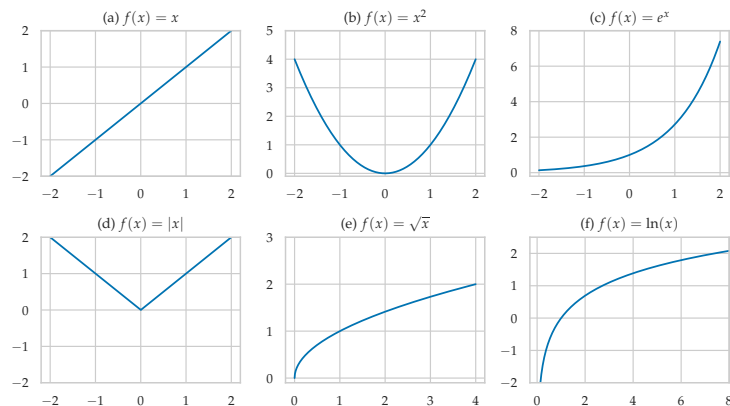 (a) f(x) = x
2
1
0
−1
−2
−2 −1 0 1 2
(b) f(x) = x²
5
4
3
2
1
0
−2 −1 0 1 2
(c) f(x) = eˣ
8
6
4
2
0
−2 −1 0 1 2
(d) f(x) = |x|
2
1
0
−1
−2
−2 −1 0 1 2
(e) f(x) = √x
3
2
1
0
0 1 2 3 4
(f) f(x) = ln(x)
2
1
0
−1
−2
0 2 4 6 8